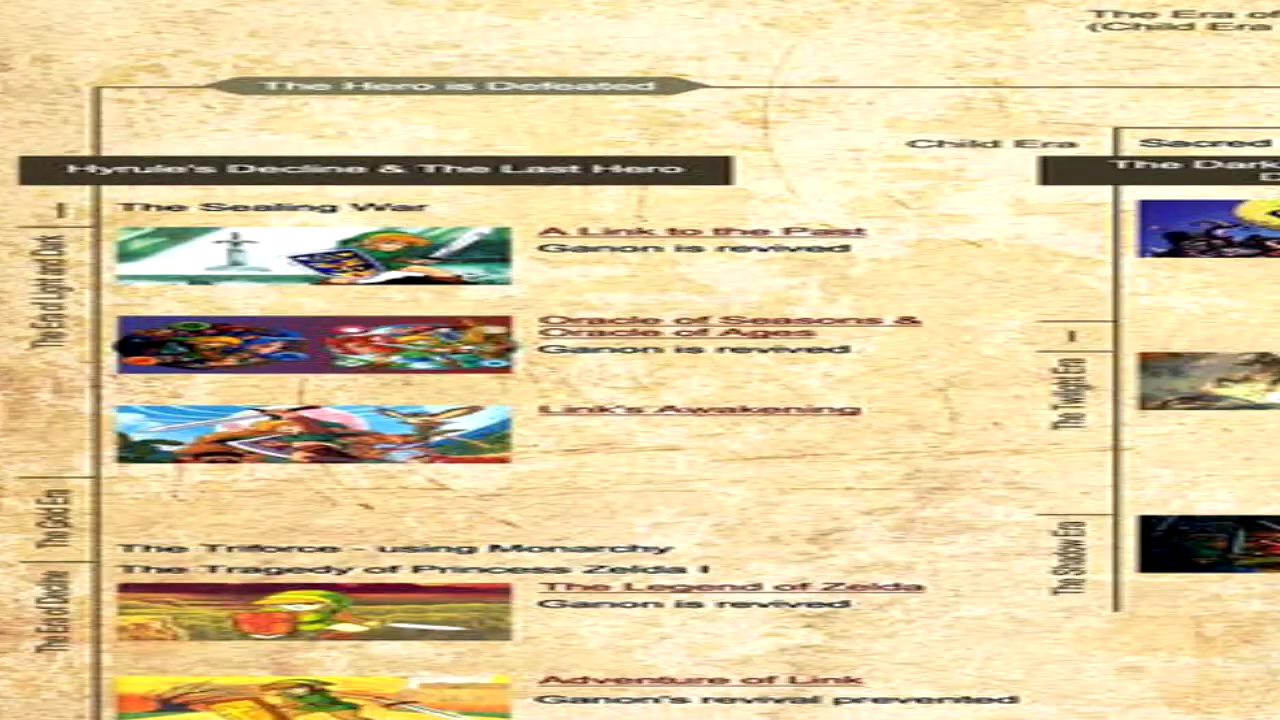 The Era of
(Child Era
The Hero is Defeated
Child Era
Sacred
Hyrule's Decline & The Last Hero
The Dark
The Sealing War
A Link to the Past
Ganon is revived
The Era of Light and Dark
Oracle of Seasons &
Oracle of Ages
Ganon is revived
The Twilight Era
Link's Awakening
The Gold Era
The Shadow Era
The Triforce - using Monarchy
The Tragedy of Princess Zelda I
The Era of Decline
The Legend of Zelda
Ganon is revived
Adventure of Link
Ganon's revival prevented